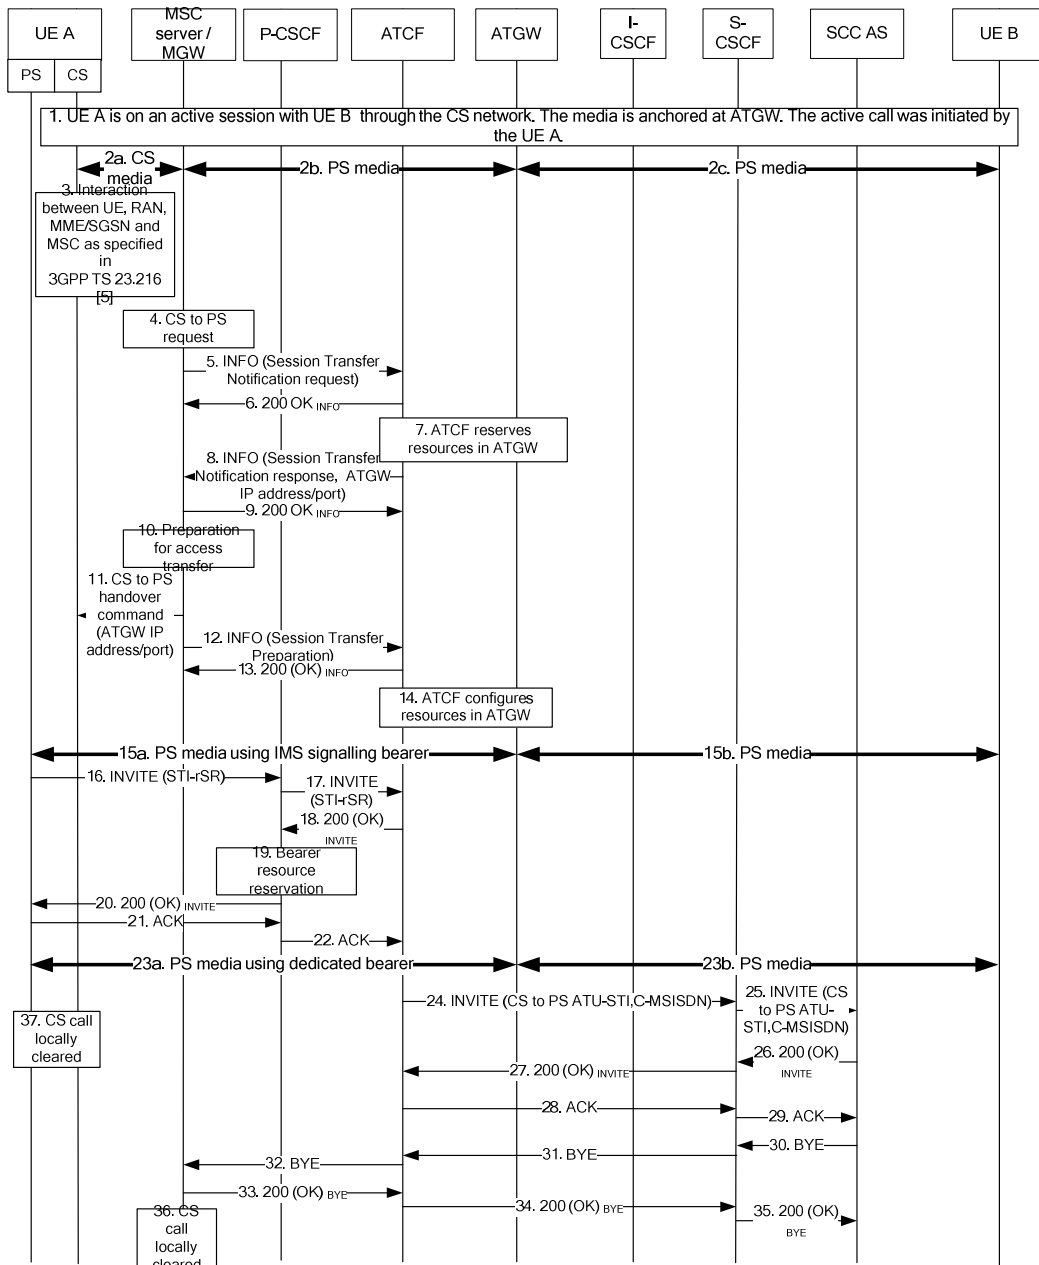 UE A
MSC
server /
MGW
P-CSCF
ATCF
ATGW
I-
CSCF
S-
CSCF
SCC AS
UE B
PS
CS
1. UE A is on an active session with UE B through the CS network. The media is anchored at ATGW. The active call was initiated by
the UE A.
2a. CS
media
2b. PS media
2c. PS media
3. Interaction
between UE, RAN,
MME/SGSN and
MSC as specified
in
3GPP TS 23.216
[5]
4. CS to PS
request
5. INFO (Session Transfer
Notification request)
6. 200 OK INFO
7. ATCF reserves
resources in ATGW
8. INFO (Session Transfer
Notification response, ATGW
IP address/port)
9. 200 OK INFO
10. Preparation
for access
transfer
11. CS to PS
handover
command
(ATGW IP
address/port)
12. INFO (Session Transfer
Preparation)
13. 200 (OK) INFO
14. ATCF configures
resources in ATGW
15a. PS media using IMS signalling bearer
15b. PS media
16. INVITE (STI-rSR)
17. INVITE
(STI-rSR)
18. 200 (OK)
INVITE
19. Bearer
resource
reservation
20. 200 (OK) INVITE
21. ACK
22. ACK
23a. PS media using dedicated bearer
23b. PS media
24. INVITE (CS to PS ATU-STI,C-MSISDN)
25. INVITE (CS
to PS ATU-
STI,C-MSISDN)
37. CS call
locally
cleared
26. 200 (OK)
INVITE
27. 200 (OK) INVITE
28. ACK
29. ACK
30. BYE
31. BYE
32. BYE
33. 200 (OK) BYE
34. 200 (OK) BYE
35. 200 (OK)
BYE
36. CS
call
locally
cleared